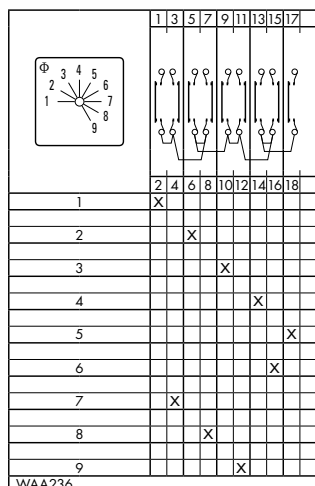 1 3 5 7 9 11 13 15 17
Φ
1 2 3 4 5 6 7 8 9
2 4 6 8 10 12 14 16 18
1 X
2 X
3 X
4 X
5 X
6 X
7 X
8 X
9 X
WAA236